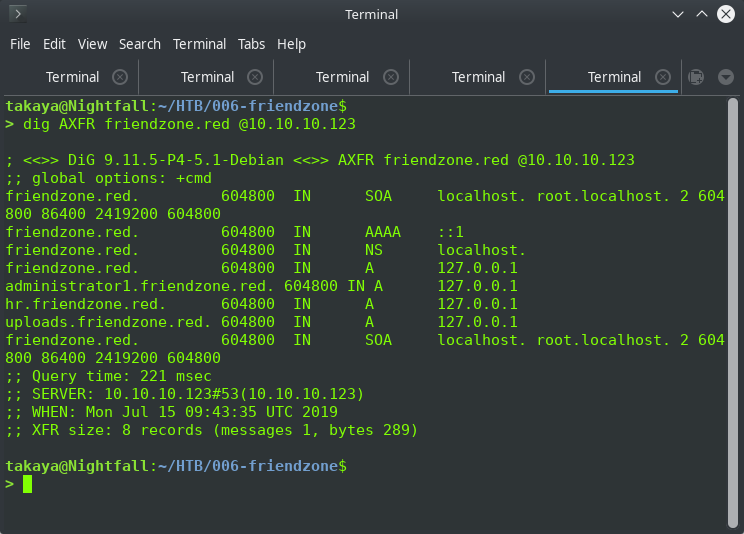 Terminal
File Edit View Search Terminal Tabs Help
Terminal Terminal Terminal Terminal Terminal
takaya@Nightfall:~/HTB/006-friendzone$
> dig AXFR friendzone.red @10.10.10.123

; <<>> DiG 9.11.5-P4-5.1-Debian <<>> AXFR friendzone.red @10.10.10.123
;; global options: +cmd
friendzone.red.         604800  IN      SOA     localhost. root.localhost. 2 604
800 86400 2419200 604800
friendzone.red.         604800  IN      AAAA    ::1
friendzone.red.         604800  IN      NS      localhost.
friendzone.red.         604800  IN      A       127.0.0.1
administrator1.friendzone.red. 604800 IN A      127.0.0.1
hr.friendzone.red.      604800  IN      A       127.0.0.1
uploads.friendzone.red. 604800  IN      A       127.0.0.1
friendzone.red.         604800  IN      SOA     localhost. root.localhost. 2 604
800 86400 2419200 604800
;; Query time: 221 msec
;; SERVER: 10.10.10.123#53(10.10.10.123)
;; WHEN: Mon Jul 15 09:43:35 UTC 2019
;; XFR size: 8 records (messages 1, bytes 289)

takaya@Nightfall:~/HTB/006-friendzone$
>